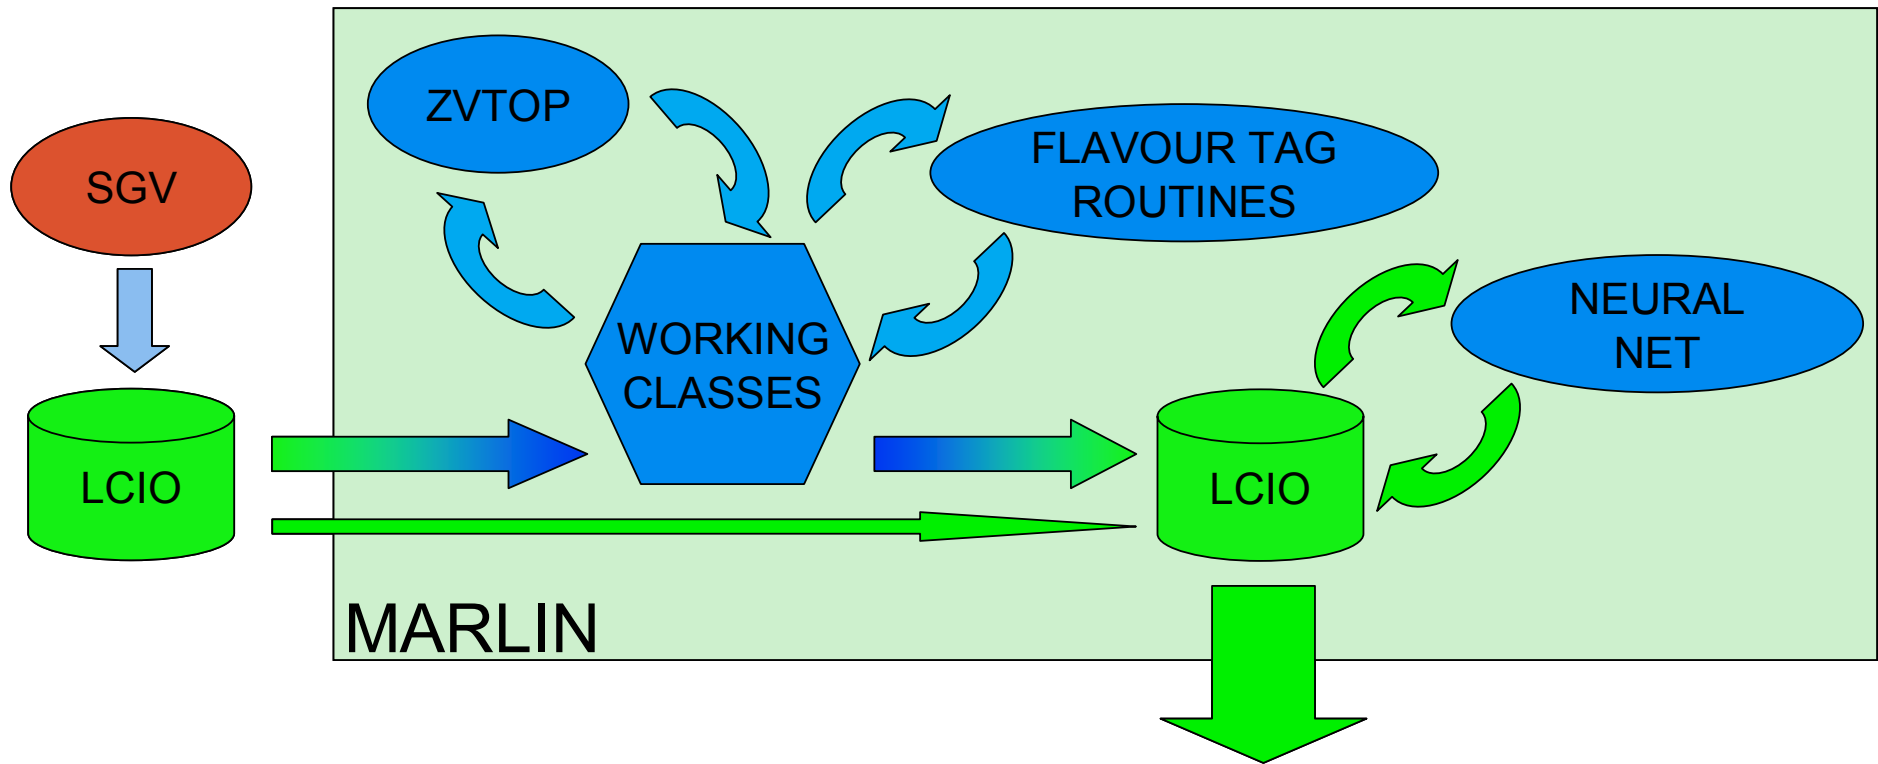 ZVTOP
FLAVOUR TAG
ROUTINES
SGV
NEURAL
NET
WORKING
CLASSES
LCIO
LCIO
MARLIN